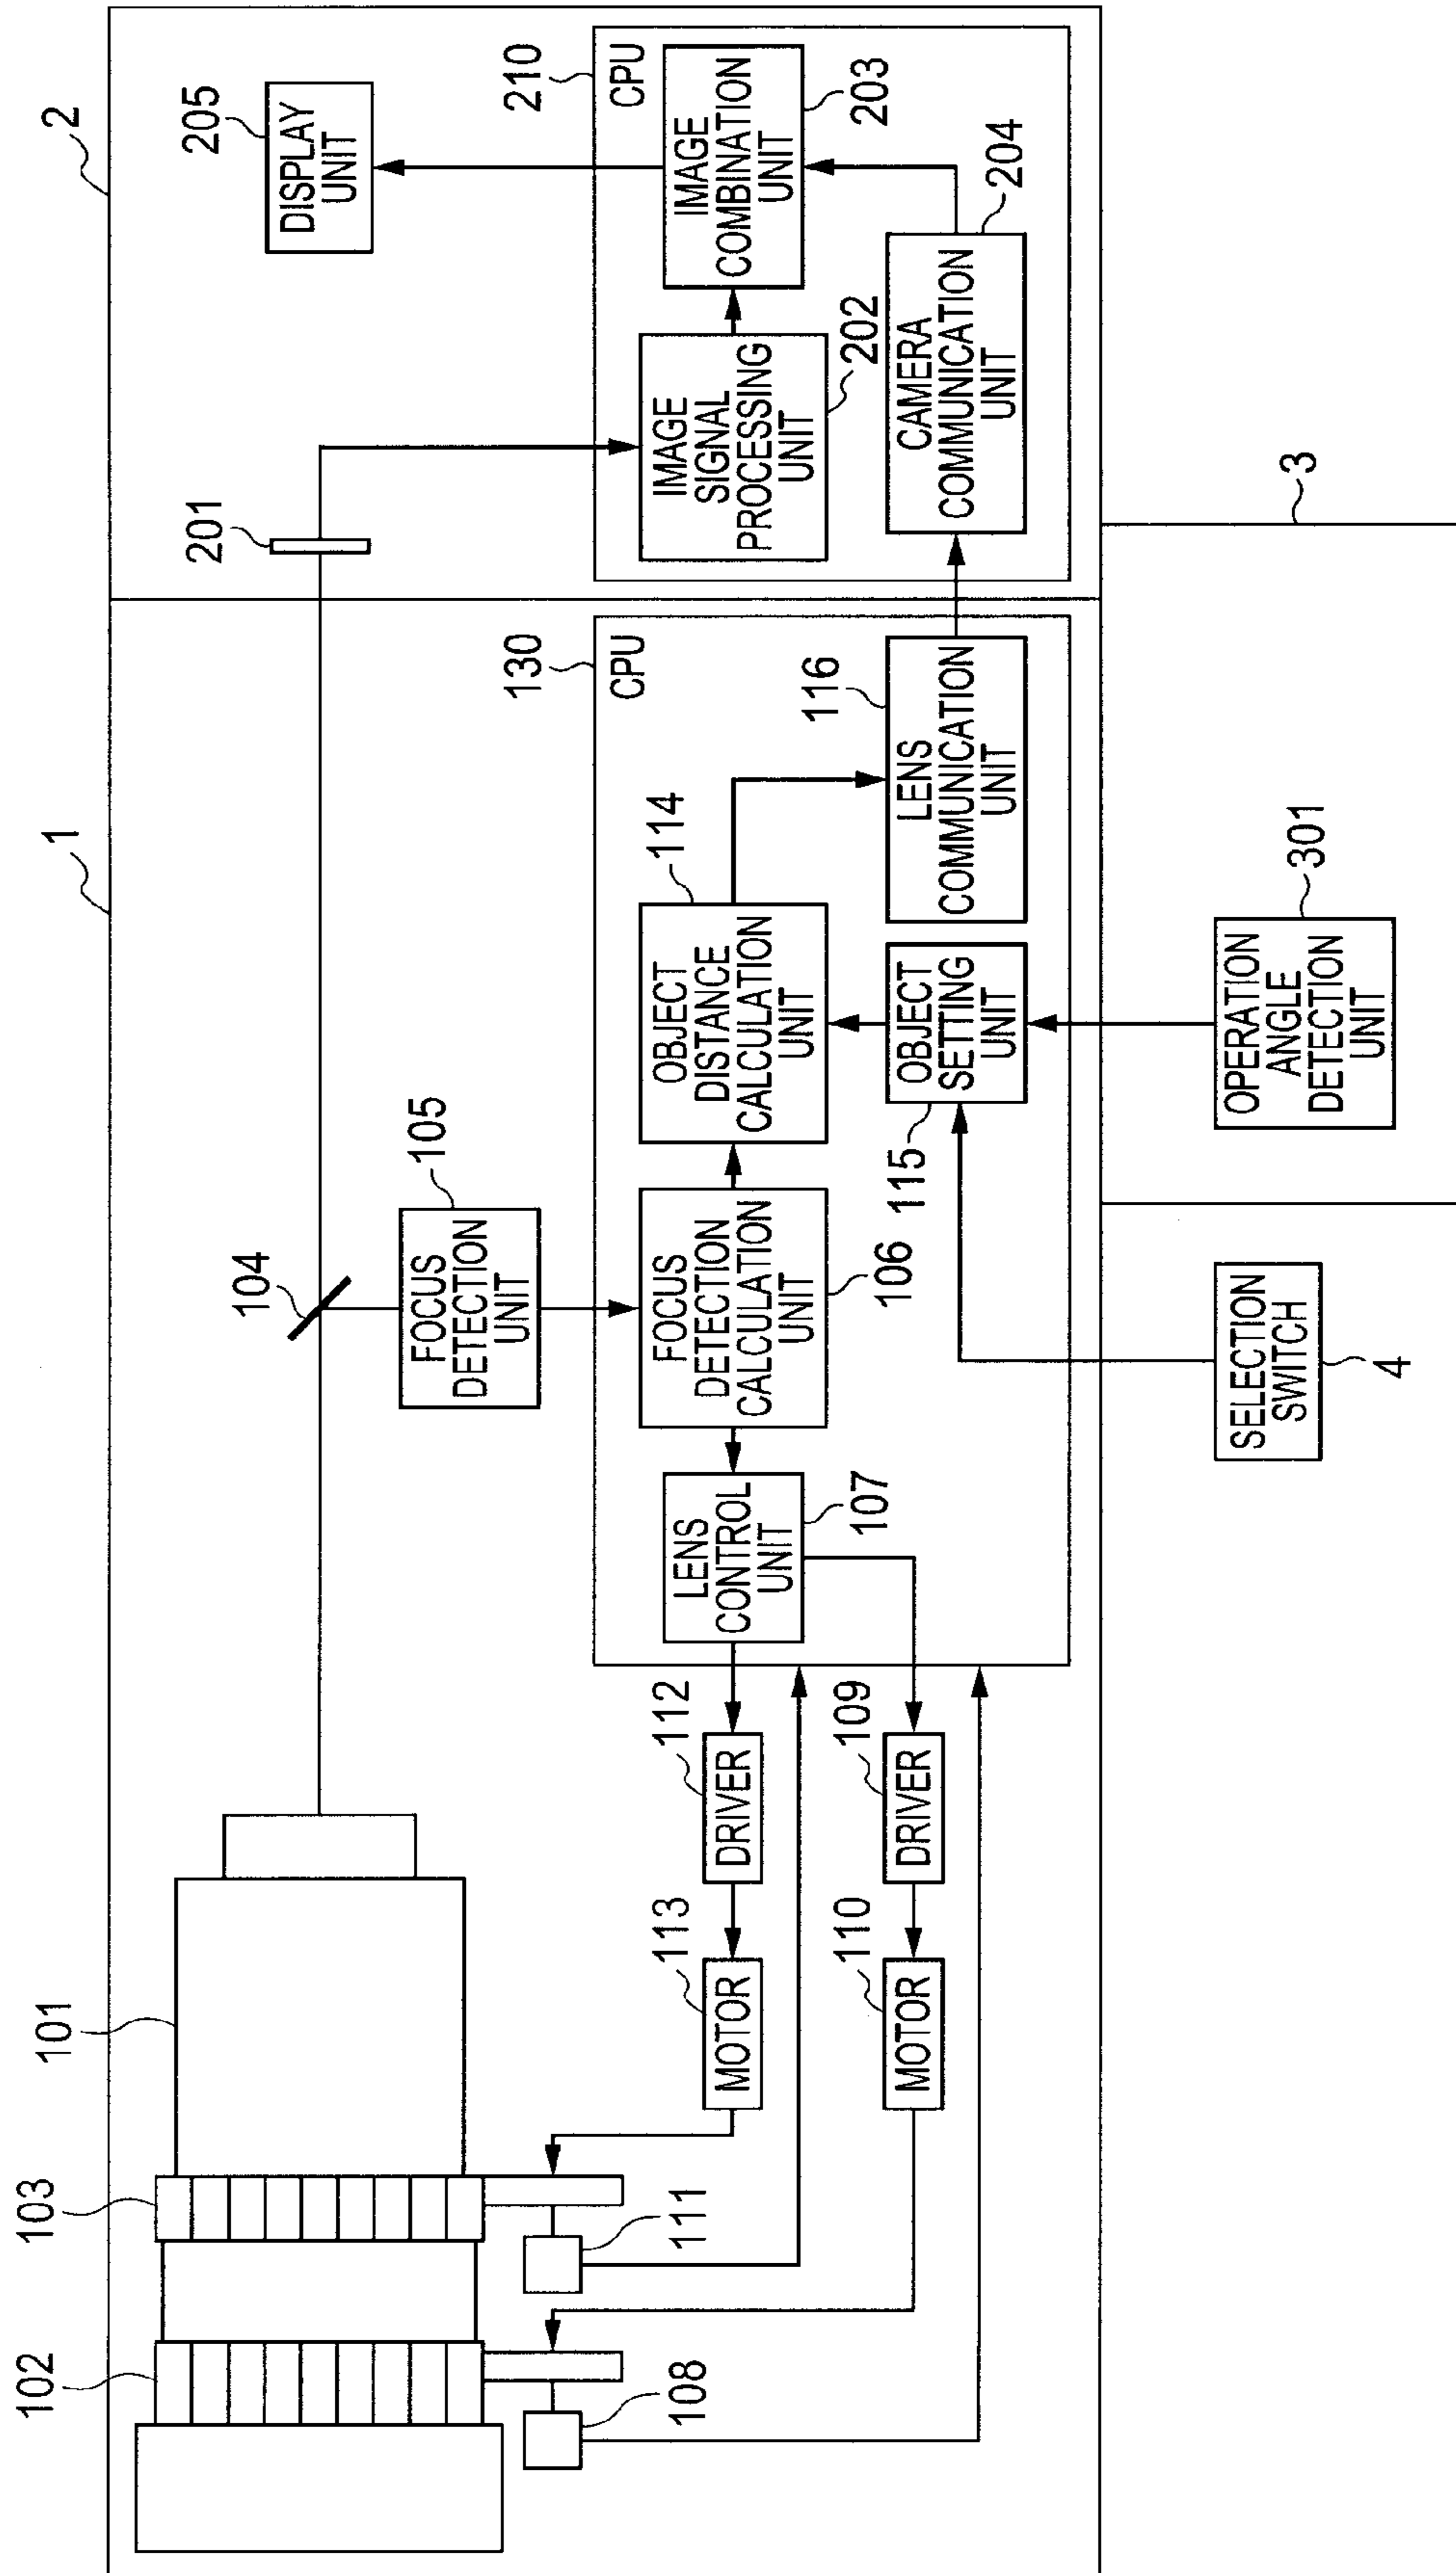 1
2
101
103
102
104
201
205
DISPLAY
UNIT
105
FOCUS
DETECTION
UNIT
111
108
113
MOTOR
112
DRIVER
110
MOTOR
109
DRIVER
130
CPU
LENS
CONTROL
UNIT
107
FOCUS
DETECTION
CALCULATION
UNIT
106
OBJECT
DISTANCE
CALCULATION
UNIT
114
115
OBJECT
SETTING
UNIT
116
LENS
COMMUNICATION
UNIT
210
CPU
IMAGE
SIGNAL
PROCESSING
UNIT
202
IMAGE
COMBINATION
UNIT
203
CAMERA
COMMUNICATION
UNIT
204
SELECTION
SWITCH
4
OPERATION
ANGLE
DETECTION
UNIT
301
3